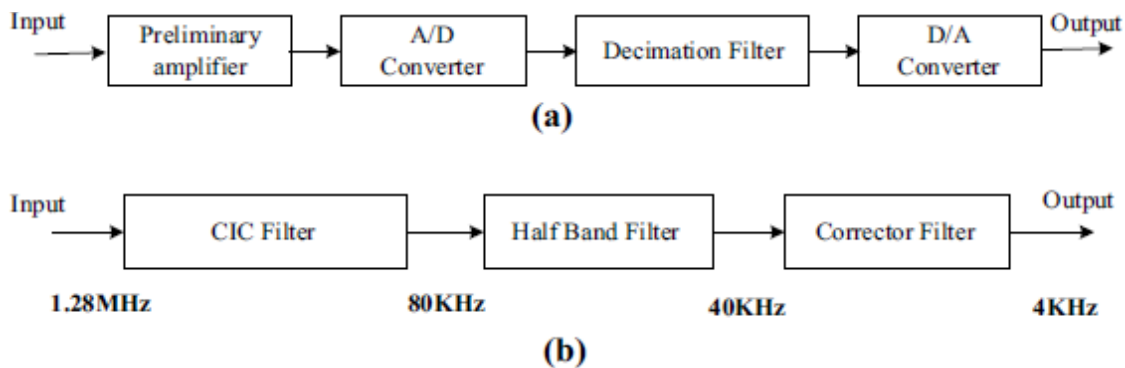 Input
Preliminary
amplifier
A/D
Converter
Decimation Filter
D/A
Converter
Output
(a)
Input
CIC Filter
Half Band Filter
Corrector Filter
Output
1.28MHz
80KHz
40KHz
4KHz
(b)